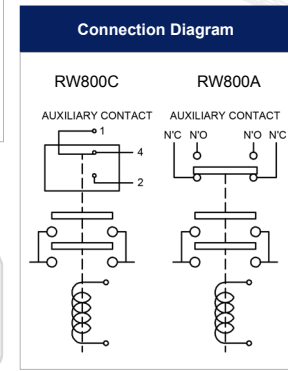 Connection Diagram
RW800C
RW800A
AUXILIARY CONTACT
AUXILIARY CONTACT
1
4
2
N'C N'O N'O N'C